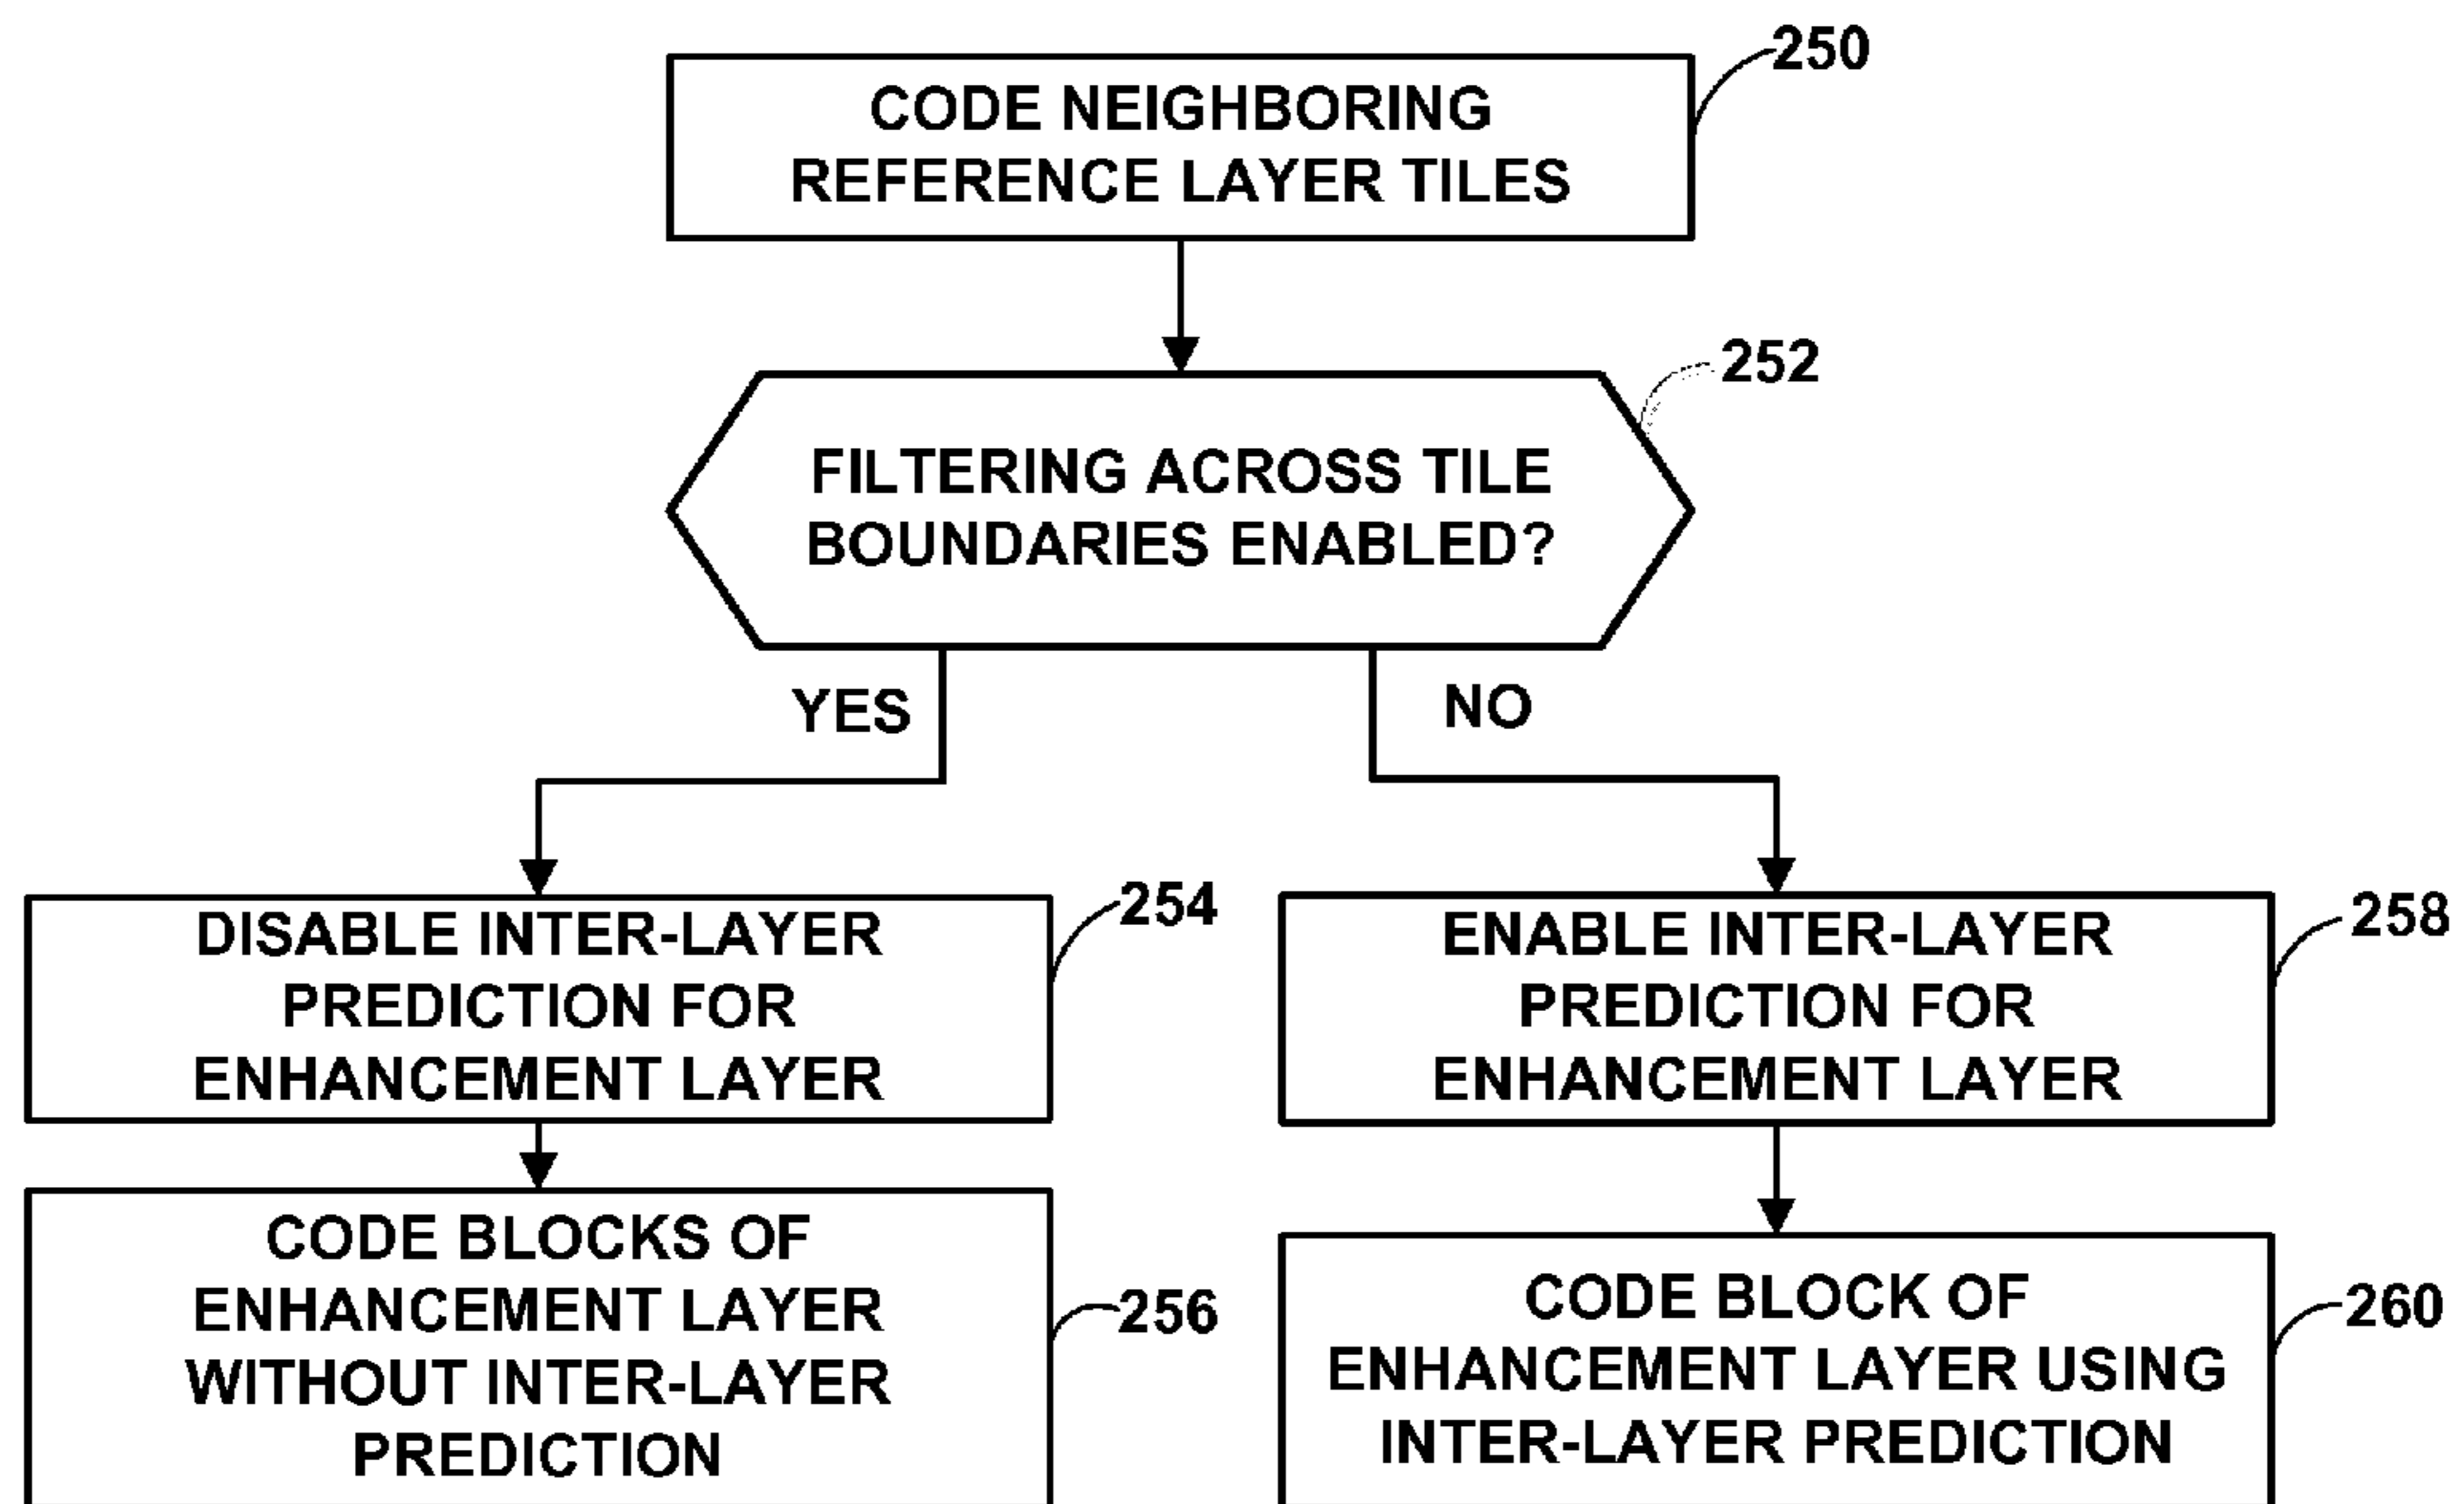 250
CODE NEIGHBORING
REFERENCE LAYER TILES
252
FILTERING ACROSS TILE
BOUNDARIES ENABLED?
YES
NO
254
DISABLE INTER-LAYER
PREDICTION FOR
ENHANCEMENT LAYER
258
ENABLE INTER-LAYER
PREDICTION FOR
ENHANCEMENT LAYER
256
CODE BLOCKS OF
ENHANCEMENT LAYER
WITHOUT INTER-LAYER
PREDICTION
260
CODE BLOCK OF
ENHANCEMENT LAYER USING
INTER-LAYER PREDICTION